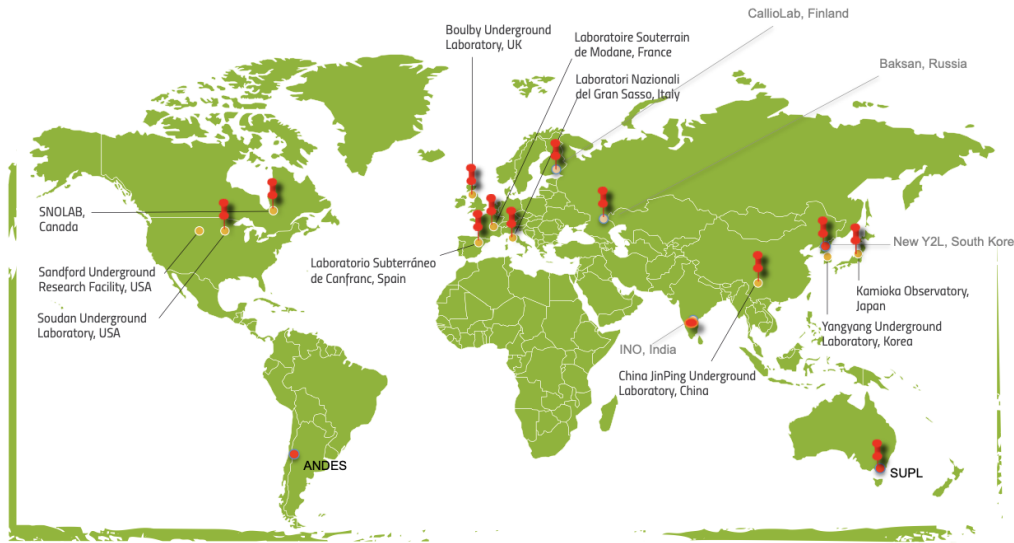 CallioLab, Finland
Boulby Underground
Laboratory, UK
Laboratoire Souterrain
de Modane, France
Baksan, Russia
Laboratori Nazionali
del Gran Sasso, Italy
SNOLAB,
Canada
New Y2L, South Kore
Laboratorio Subterráneo
de Canfranc, Spain
Sandford Underground
Research Facility, USA
Kamioka Observatory,
Japan
Soudan Underground
Laboratory, USA
Yangyang Underground
Laboratory, Korea
INO, India
China JinPing Underground
Laboratory, China
ANDES
SUPL